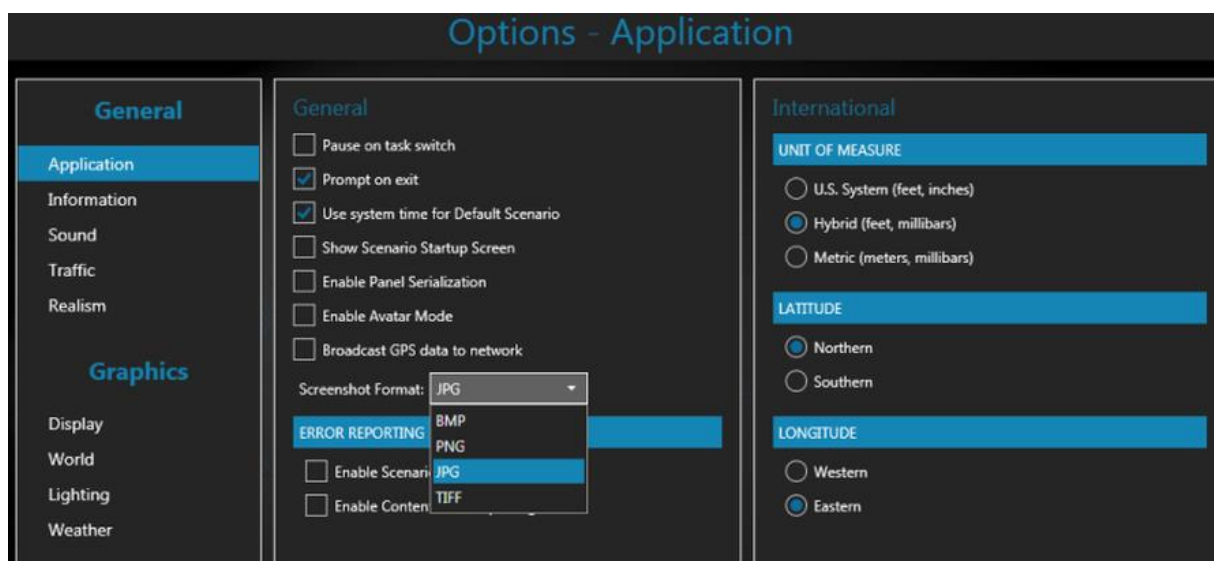 Options - Application
General
Application
Information
Sound
Traffic
Realism
Graphics
Display
World
Lighting
Weather
General
Pause on task switch
Prompt on exit
Use system time for Default Scenario
Show Scenario Startup Screen
Enable Panel Serialization
Enable Avatar Mode
Broadcast GPS data to network
Screenshot Format: JPG
BMP
PNG
JPG
TIFF
ERROR REPORTING
Enable
Enable
International
UNIT OF MEASURE
U.S. System (feet, inches)
Hybrid (feet, millibars)
Metric (meters, millibars)
LATITUDE
Northern
Southern
LONGITUDE
Western
Eastern